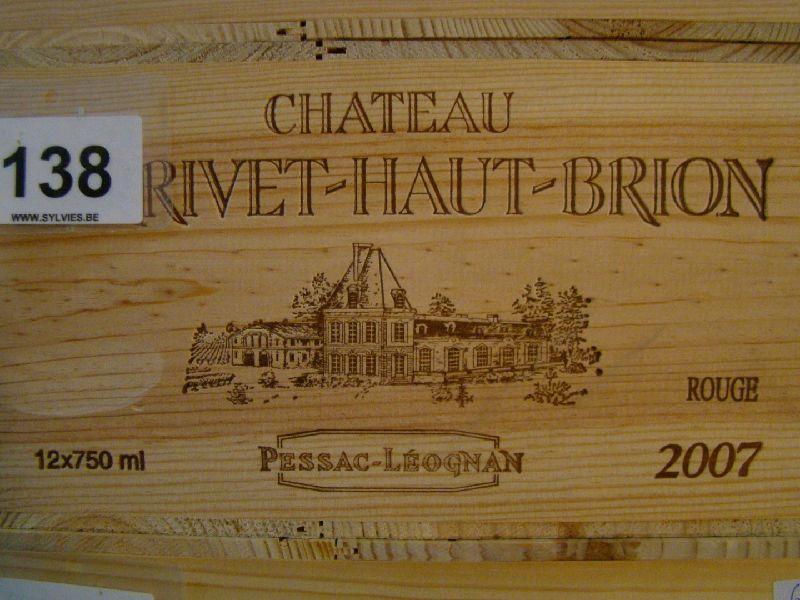 CHATEAU
138
RIVET-HAUT-BRION
WWW.SYLVIES.BE
ROUGE
12x750 ml
PESSAC-LÉOGNAN
2007